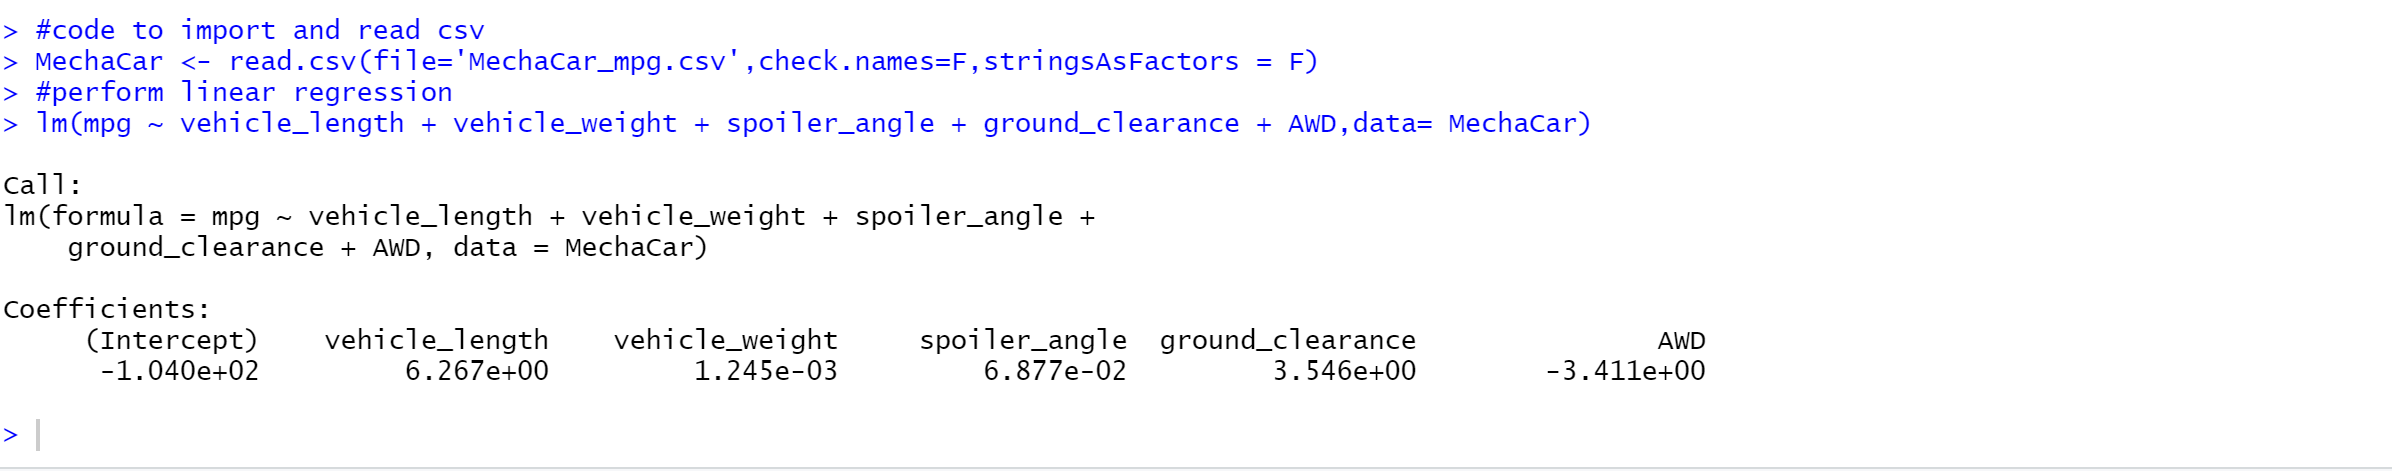 > #code to import and read csv
> MechaCar <- read.csv(file='MechaCar_mpg.csv',check.names=F,stringsAsFactors = F)
> #perform linear regression
> lm(mpg ~ vehicle_length + vehicle_weight + spoiler_angle + ground_clearance + AWD,data= MechaCar)
Call:
lm(formula = mpg ~ vehicle_length + vehicle_weight + spoiler_angle +
    ground_clearance + AWD, data = MechaCar)
Coefficients:
     (Intercept)    vehicle_length    vehicle_weight     spoiler_angle  ground_clearance               AWD
      -1.040e+02         6.267e+00         1.245e-03         6.877e-02         3.546e+00        -3.411e+00
>